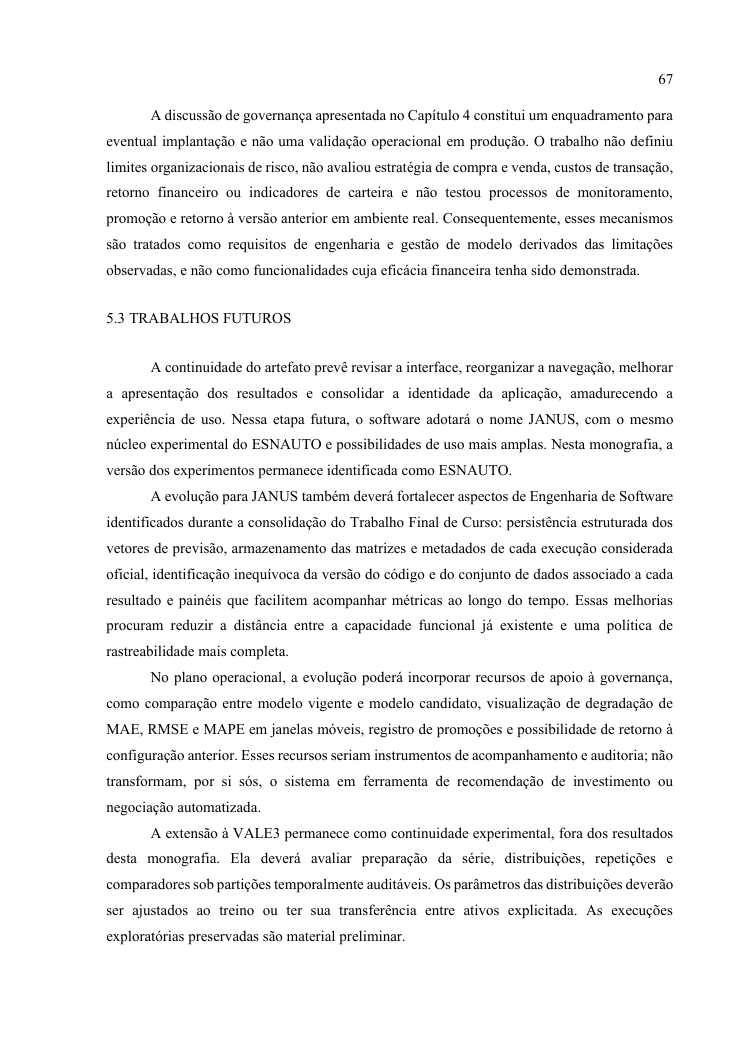 67
A discussão de governança apresentada no Capítulo 4 constitui um enquadramento para
eventual implantação e não uma validação operacional em produção. O trabalho não definiu
limites organizacionais de risco, não avaliou estratégia de compra e venda, custos de transação,
retorno financeiro ou indicadores de carteira e não testou processos de monitoramento,
promoção e retorno à versão anterior em ambiente real. Consequentemente, esses mecanismos
são tratados como requisitos de engenharia e gestão de modelo derivados das limitações
observadas, e não como funcionalidades cuja eficácia financeira tenha sido demonstrada.
5.3 TRABALHOS FUTUROS
A continuidade do artefato prevê revisar a interface, reorganizar a navegação, melhorar
a apresentação dos resultados e consolidar a identidade da aplicação, amadurecendo a
experiência de uso. Nessa etapa futura, o software adotará o nome JANUS, com o mesmo
núcleo experimental do ESNAUTO e possibilidades de uso mais amplas. Nesta monografia, a
versão dos experimentos permanece identificada como ESNAUTO.
A evolução para JANUS também deverá fortalecer aspectos de Engenharia de Software
identificados durante a consolidação do Trabalho Final de Curso: persistência estruturada dos
vetores de previsão, armazenamento das matrizes e metadados de cada execução considerada
oficial, identificação inequívoca da versão do código e do conjunto de dados associado a cada
resultado e painéis que facilitem acompanhar métricas ao longo do tempo. Essas melhorias
procuram reduzir a distância entre a capacidade funcional já existente e uma política de
rastreabilidade mais completa.
No plano operacional, a evolução poderá incorporar recursos de apoio à governança,
como comparação entre modelo vigente e modelo candidato, visualização de degradação de
MAE, RMSE e MAPE em janelas móveis, registro de promoções e possibilidade de retorno à
configuração anterior. Esses recursos seriam instrumentos de acompanhamento e auditoria; não
transformam, por si sós, o sistema em ferramenta de recomendação de investimento ou
negociação automatizada.
A extensão à VALE3 permanece como continuidade experimental, fora dos resultados
desta monografia. Ela deverá avaliar preparação da série, distribuições, repetições e
comparadores sob partições temporalmente auditáveis. Os parâmetros das distribuições deverão
ser ajustados ao treino ou ter sua transferência entre ativos explicitada. As execuções
exploratórias preservadas são material preliminar.